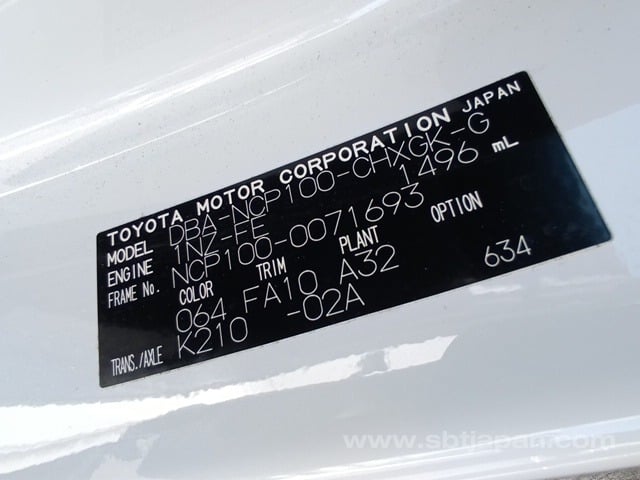 TOYOTA MOTOR CORPORATION JAPAN
MODEL DBA-NCP100-CHXGK-G
ENGINE 1NZ-FE 1496 mL
FRAME No. NCP100-0071693
COLOR TRIM PLANT OPTION
064 FA10 A32 634
TRANS./AXLE K210 -02A
www.sbtjapan.com